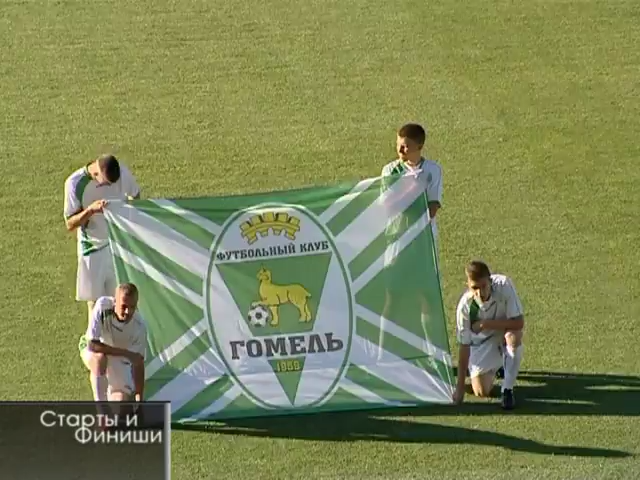 ФУТБОЛЬНЫЙ КЛУБ
ГОМЕЛЬ
1959
Старты и
Финиши